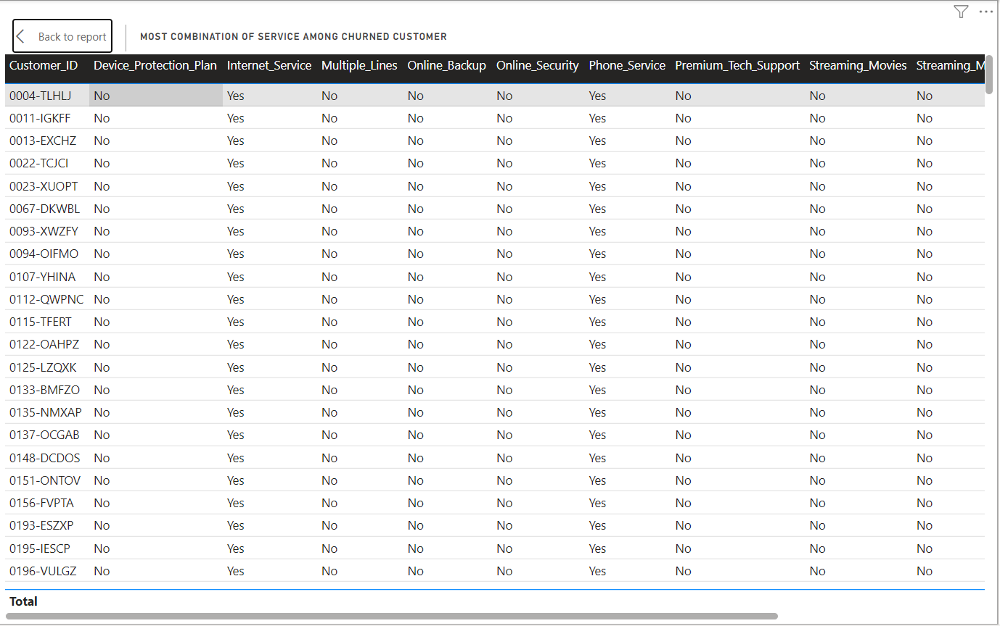 Back to report
MOST COMBINATION OF SERVICE AMONG CHURNED CUSTOMER
Customer_ID Device_Protection_Plan Internet_Service Multiple_Lines Online_Backup Online_Security Phone_Service Premium_Tech_Support Streaming_Movies Streaming_M
0004-TLHLJ No Yes No No No Yes No No No
0011-IGKFF No Yes No No No Yes No No No
0013-EXCHZ No Yes No No No Yes No No No
0022-TCJCI No Yes No No No Yes No No No
0023-XUOPT No Yes No No No Yes No No No
0067-DKWBL No Yes No No No Yes No No No
0093-XWZFY No Yes No No No Yes No No No
0094-OIFMO No Yes No No No Yes No No No
0107-YHINA No Yes No No No Yes No No No
0112-QWPNC No Yes No No No Yes No No No
0115-TFERT No Yes No No No Yes No No No
0122-OAHPZ No Yes No No No Yes No No No
0125-LZQXK No Yes No No No Yes No No No
0133-BMFZO No Yes No No No Yes No No No
0135-NMXAP No Yes No No No Yes No No No
0137-OCGAB No Yes No No No Yes No No No
0148-DCDOS No Yes No No No Yes No No No
0151-ONTOV No Yes No No No Yes No No No
0156-FVPTA No Yes No No No Yes No No No
0193-ESZXP No Yes No No No Yes No No No
0195-IESCP No Yes No No No Yes No No No
0196-VULGZ No Yes No No No Yes No No No
Total